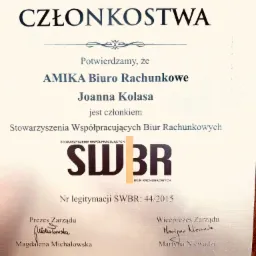 CZŁONKOSTWA
Potwierdzamy, że
AMIKA Biuro Rachunkowe
Joanna Kolasa
jest członkiem:
Stowarzyszenia Współpracujących Biur Rachunkowych
SWBR
Nr legitymacji SWBR: 44/2015
Prezes Zarządu Wiceprezes Zarządu
Magdalena Michałowska